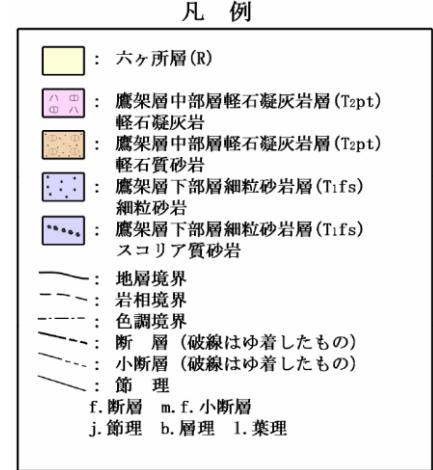 凡 例
: 六ヶ所層(R)
: 鷹架層中部層軽石凝灰岩層(T2pt)
軽石凝灰岩
: 鷹架層中部層軽石凝灰岩層(T2pt)
軽石質砂岩
: 鷹架層下部層細粒砂岩層(T1fs)
細粒砂岩
: 鷹架層下部層細粒砂岩層(T1fs)
スコリア質砂岩
: 地層境界
: 岩相境界
: 色調境界
: 断 層 (破線はゆ着したもの)
: 小断層 (破線はゆ着したもの)
: 節 理
f.断層 m.f.小断層
j.節理 b.層理 l.葉理